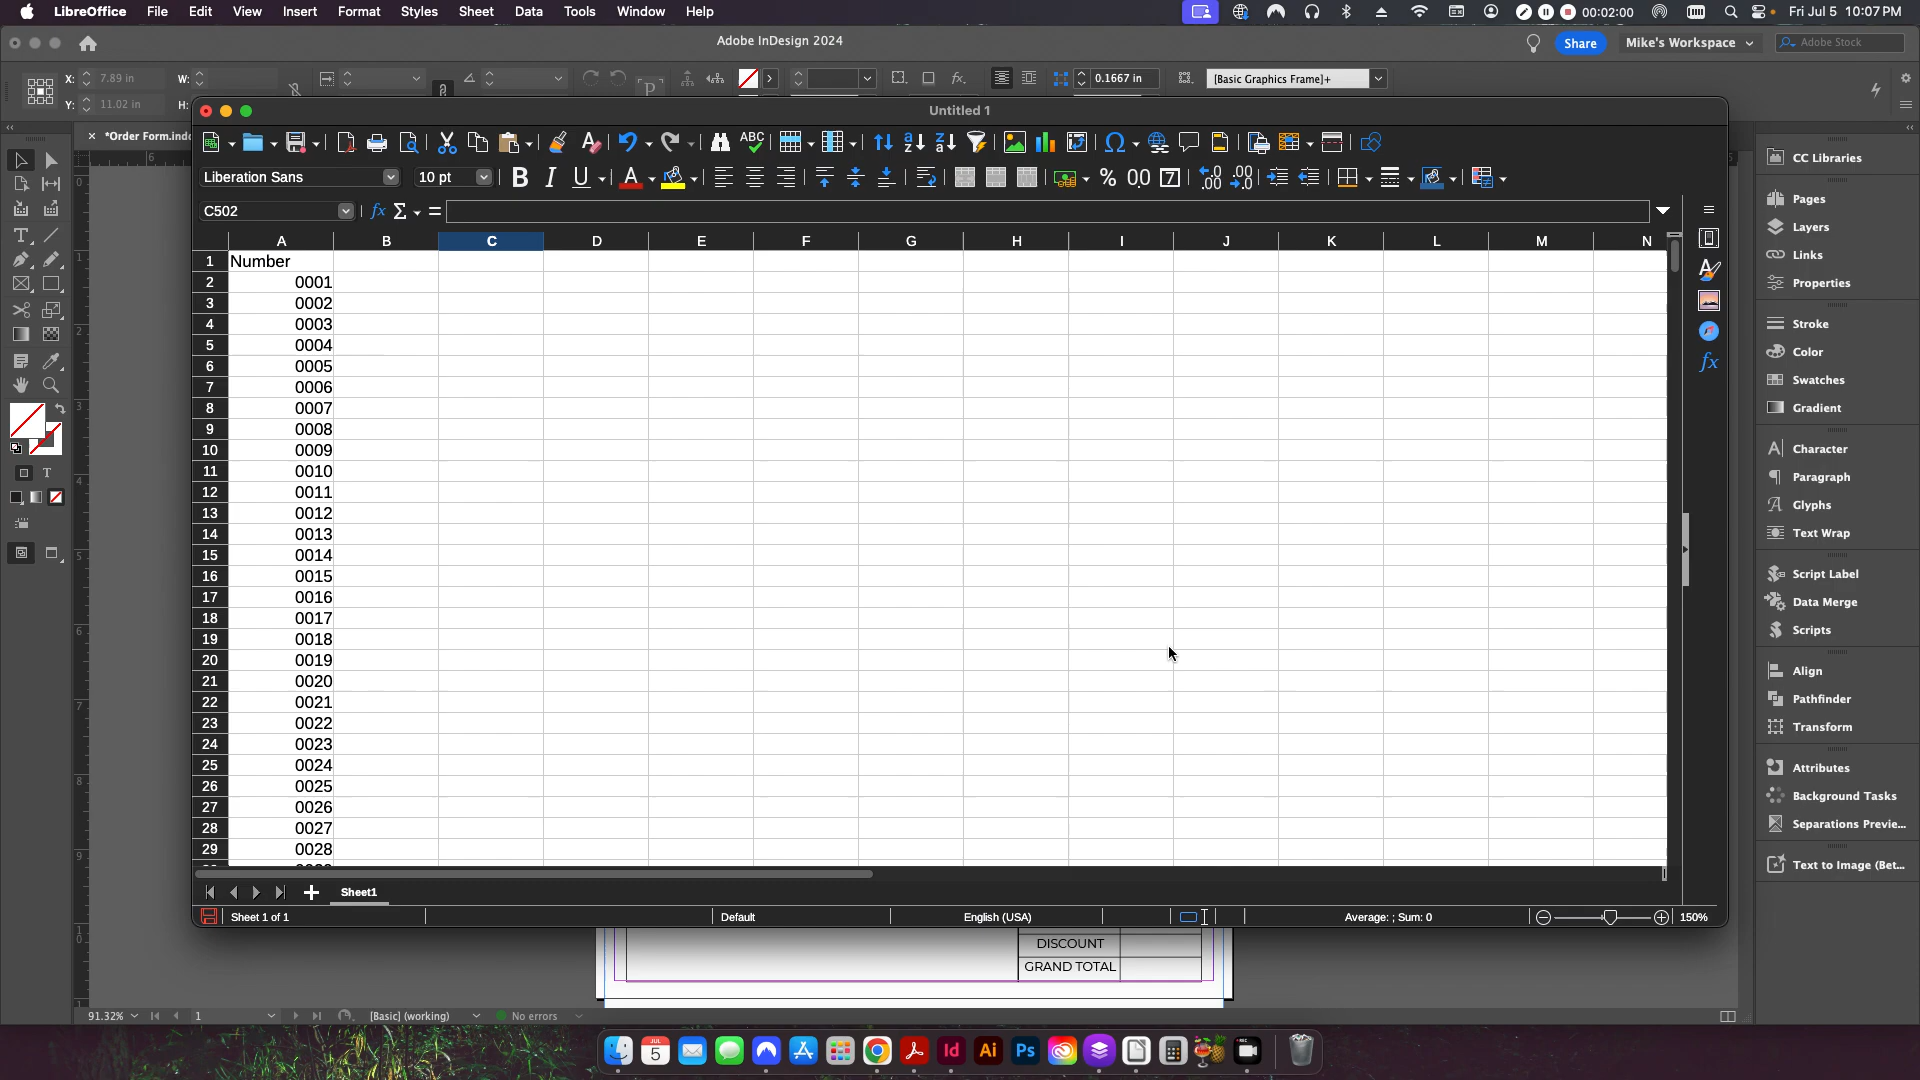 LibreOffice File Edit View Insert Format Styles Sheet Data Tools Window Help 00:02:00 Fri Jul 5 10:07 PM
Adobe InDesign 2024 Share Mike's Workspace Adobe Stock
X: 7.89 in W: 0.1667 in [Basic Graphics Frame]+
Y: 11.02 in H:
Untitled 1
*Order Form.indd
Liberation Sans 10 pt
C502
A B C D E F G H I J K L M N
1 Number
2 0001
3 0002
4 0003
5 0004
6 0005
7 0006
8 0007
9 0008
10 0009
11 0010
12 0011
13 0012
14 0013
15 0014
16 0015
17 0016
18 0017
19 0018
20 0019
21 0020
22 0021
23 0022
24 0023
25 0024
26 0025
27 0026
28 0027
29 0028
CC Libraries
Pages
Layers
Links
Properties
Stroke
Color
Swatches
Gradient
Character
Paragraph
Glyphs
Text Wrap
Script Label
Data Merge
Scripts
Align
Pathfinder
Transform
Attributes
Background Tasks
Separations Previe...
Text to Image (Bet...
Sheet1
Sheet 1 of 1 Default English (USA) Average: ; Sum: 0 150%
DISCOUNT
GRAND TOTAL
91.32% 1 [Basic] (working) No errors